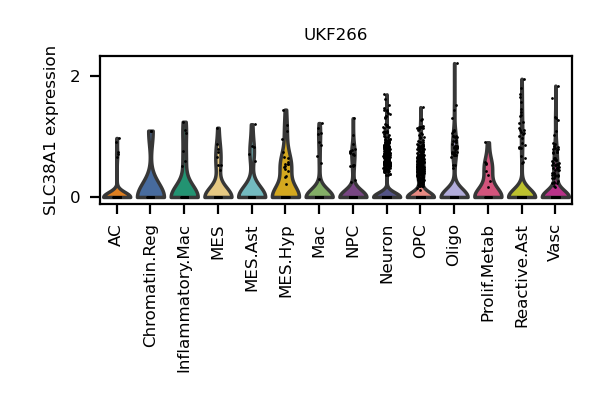 UKF266
SLC38A1 expression
2
0
AC
Chromatin.Reg
Inflammatory.Mac
MES
MES.Ast
MES.Hyp
Mac
NPC
Neuron
OPC
Oligo
Prolif.Metab
Reactive.Ast
Vasc